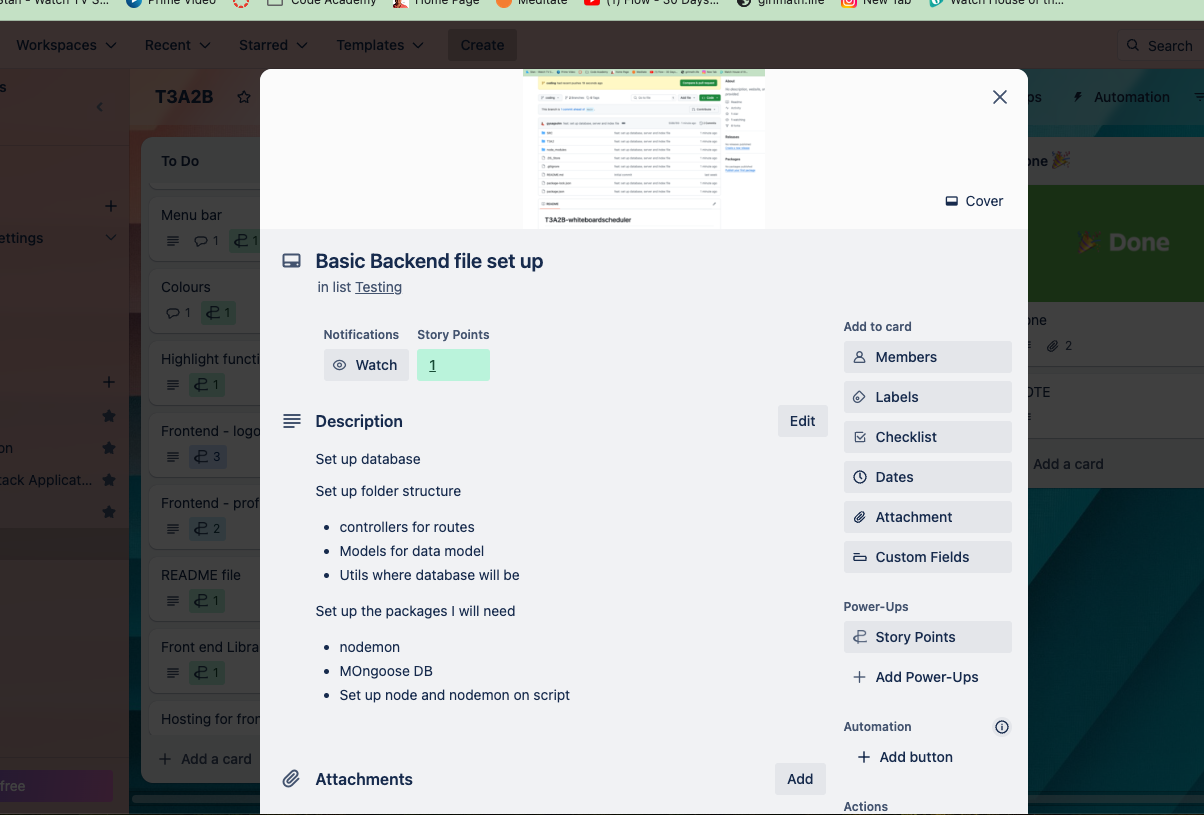 Prime Video
Code Academy
Home Page
Meditate
(1) Flow - 30 Days...
girlmath.life
New Tab
Watch House of th...
Workspaces
Recent
Starred
Templates
Create
Search
T3A2B
Automation
To Do
Menu bar
1
1
Colours
1
1
Highlight functi
1
Frontend - logo
3
Frontend - prof
2
README file
1
Front end Libra
1
Hosting for fron
Add a card
ettings
on
tack Applicat...
free
T3A2B-whiteboardscheduler
Cover
Basic Backend file set up
in list Testing
Notifications
Story Points
Watch
1
Description
Edit
Set up database
Set up folder structure
• controllers for routes
• Models for data model
• Utils where database will be
Set up the packages I will need
• nodemon
• MOngoose DB
• Set up node and nodemon on script
Attachments
Add
Add to card
Members
Labels
Checklist
Dates
Attachment
Custom Fields
Power-Ups
Story Points
Add Power-Ups
Automation
Add button
Actions
one 🎉
🎉 Done
one
2
OTE
Add a card